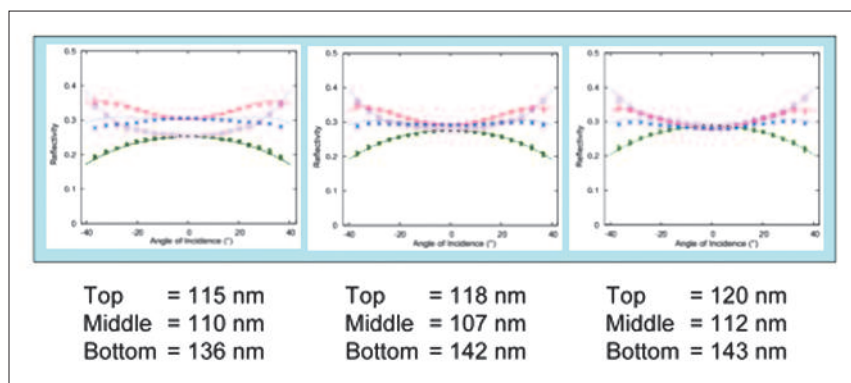 0.5
0.4
0.3
0.2
0.1
0
Reflectivity
-40 -20 0 20 40
Angle of Incidence (°)
0.5
0.4
0.3
0.2
0.1
0
Reflectivity
-40 -20 0 20 40
Angle of Incidence (°)
0.5
0.4
0.3
0.2
0.1
0
Reflectivity
-40 -20 0 20 40
Angle of Incidence (°)
Top = 115 nm
Middle = 110 nm
Bottom = 136 nm
Top = 118 nm
Middle = 107 nm
Bottom = 142 nm
Top = 120 nm
Middle = 112 nm
Bottom = 143 nm